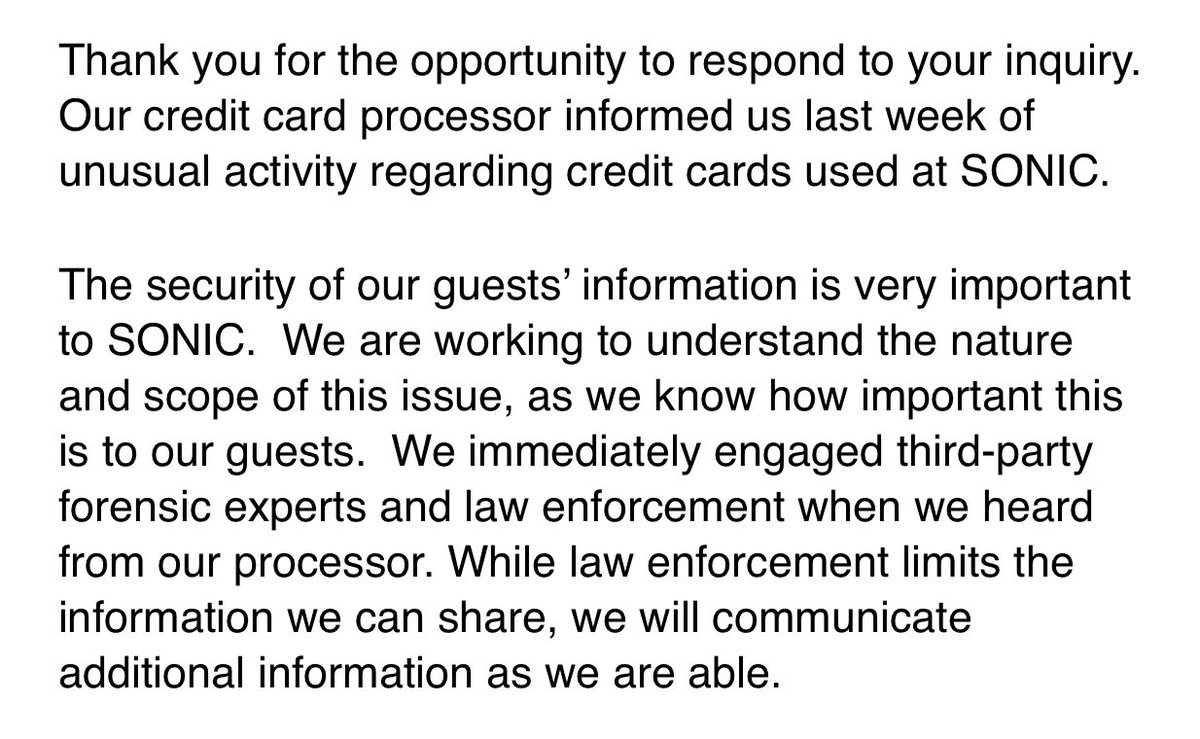 Thank you for the opportunity to respond to your inquiry.
Our credit card processor informed us last week of
unusual activity regarding credit cards used at SONIC.
The security of our guests’ information is very important
to SONIC.  We are working to understand the nature
and scope of this issue, as we know how important this
is to our guests.  We immediately engaged third-party
forensic experts and law enforcement when we heard
from our processor. While law enforcement limits the
information we can share, we will communicate
additional information as we are able.